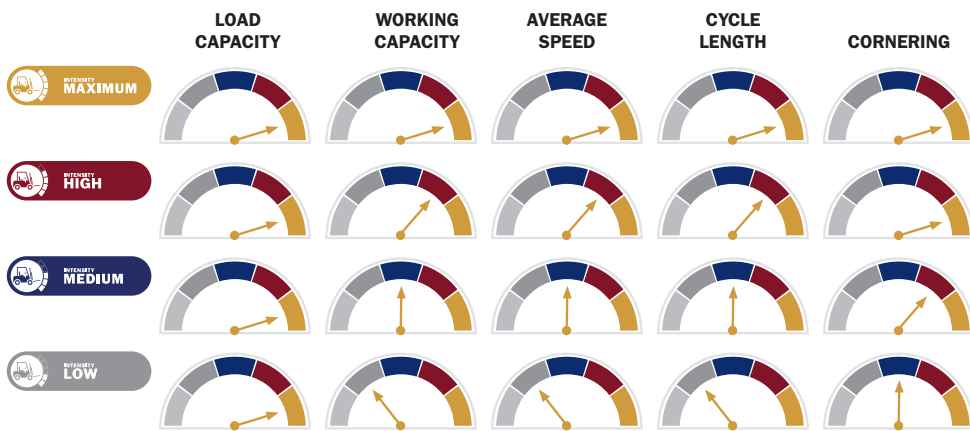 LOAD
CAPACITY
WORKING
CAPACITY
AVERAGE
SPEED
CYCLE
LENGTH
CORNERING
INTENSITY
MAXIMUM
INTENSITY
HIGH
INTENSITY
MEDIUM
INTENSITY
LOW